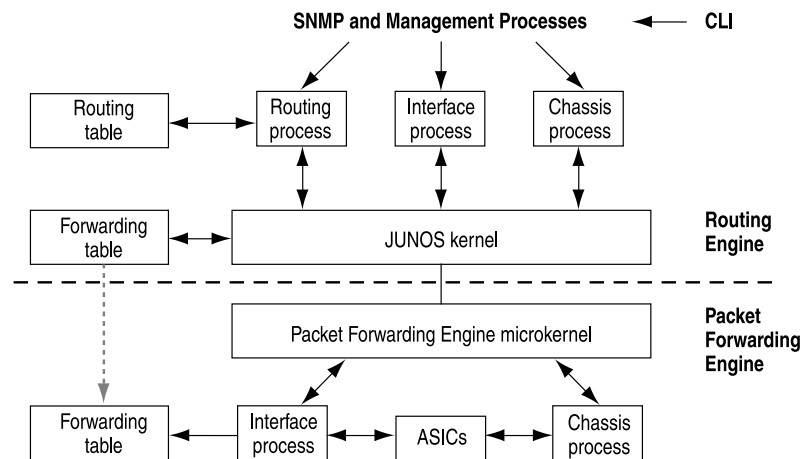 SNMP and Management Processes
CLI
Routing
table
Routing
process
Interface
process
Chassis
process
Forwarding
table
JUNOS kernel
Routing
Engine
Packet Forwarding Engine microkernel
Packet
Forwarding
Engine
Forwarding
table
Interface
process
ASICs
Chassis
process